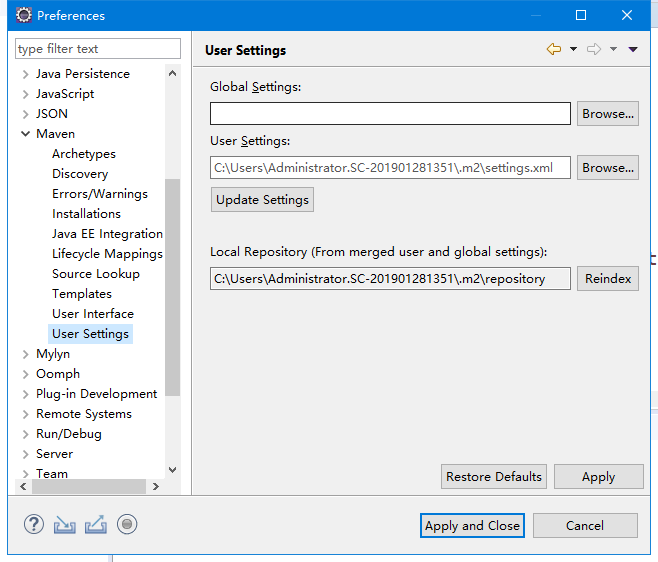 Preferences
type filter text
Java Persistence
JavaScript
JSON
Maven
Archetypes
Discovery
Errors/Warnings
Installations
Java EE Integration
Lifecycle Mappings
Source Lookup
Templates
User Interface
User Settings
Mylyn
Oomph
Plug-in Development
Remote Systems
Run/Debug
Server
Team
User Settings
Global Settings:
Browse...
User Settings:
C:\Users\Administrator.SC-201901281351\.m2\settings.xml
Browse...
Update Settings
Local Repository (From merged user and global settings):
C:\Users\Administrator.SC-201901281351\.m2\repository
Reindex
Restore Defaults
Apply
Apply and Close
Cancel